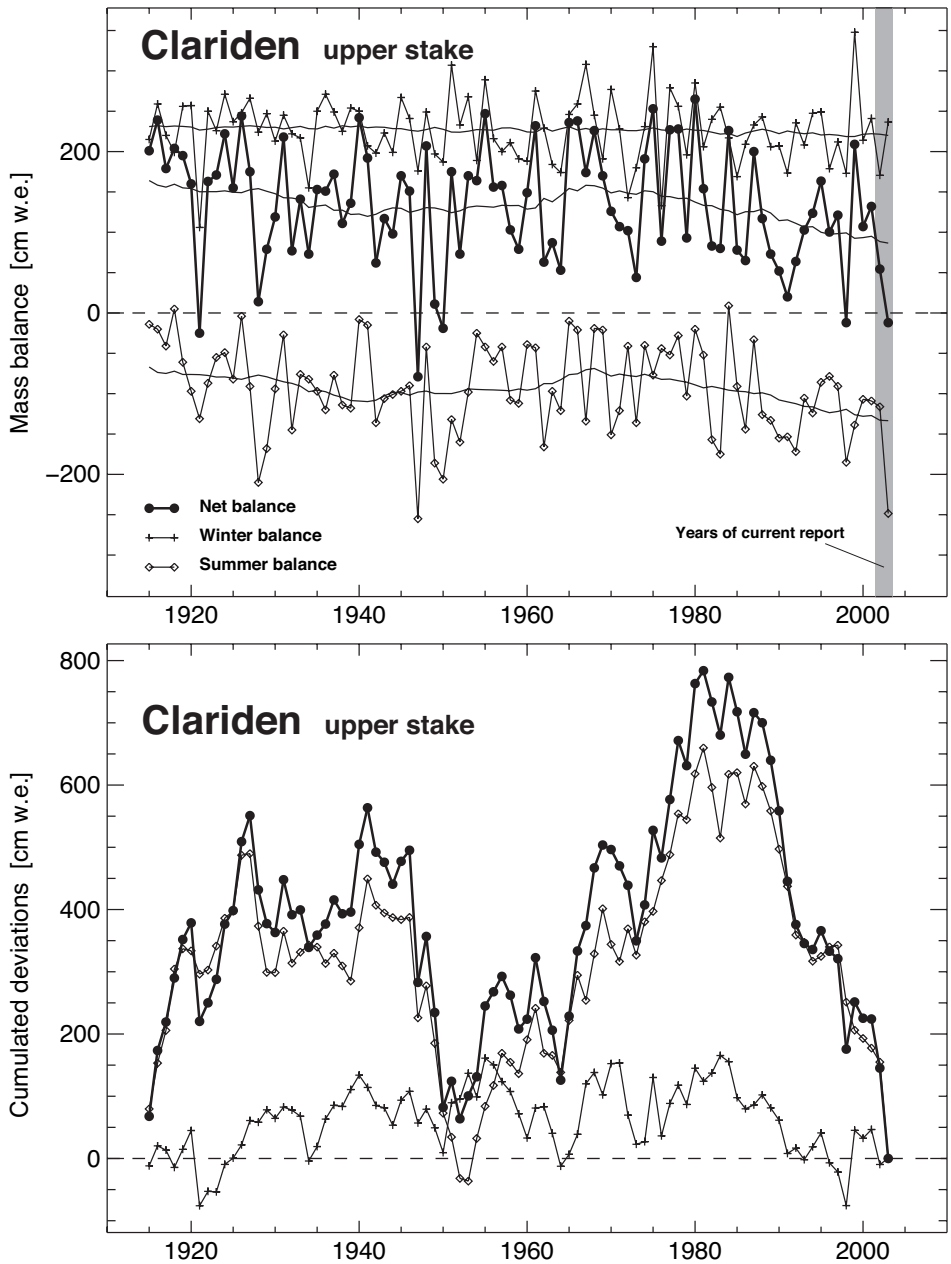 Clariden upper stake
Mass balance [cm w.e.]
200
0
−200
Net balance
Winter balance
Summer balance
Years of current report
1920 1940 1960 1980 2000
Clariden upper stake
Cumulated deviations [cm w.e.]
800
600
400
200
0
1920 1940 1960 1980 2000